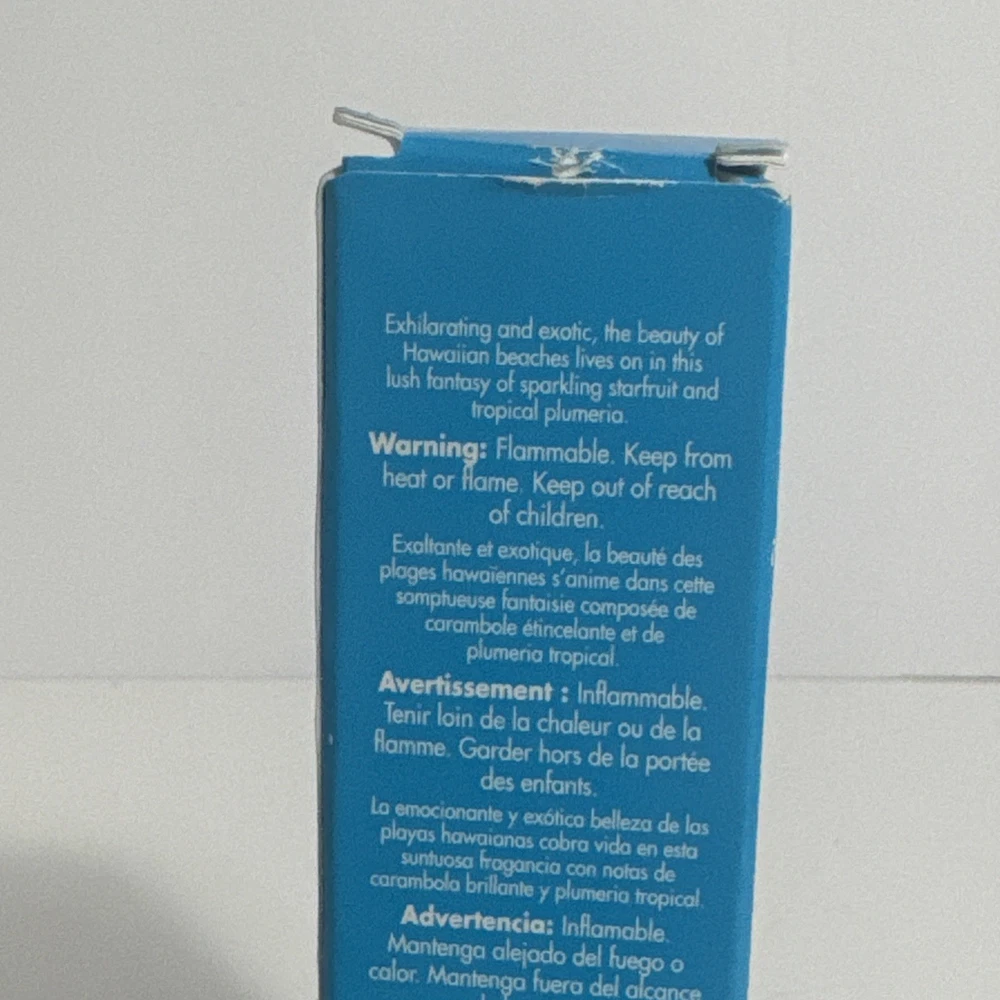 Exhilarating and exotic, the beauty of
Hawaiian beaches lives on in this
lush fantasy of sparkling starfruit and
tropical plumeria.
Warning: Flammable. Keep from
heat or flame. Keep out of reach
of children.
Exaltante et exotique, la beauté des
plages hawaïennes s'anime dans cette
somptueuse fantaisie composée de
carambole étincelante et de
plumeria tropical.
Avertissement : Inflammable.
Tenir loin de la chaleur ou de la
flamme. Garder hors de la portée
des enfants.
La emocionante y exótica belleza de las
playas hawaianas cobra vida en esta
suntuosa fragancia con notas de
carambola brillante y plumeria tropical.
Advertencia: Inflamable.
Mantenga alejado del fuego o
calor. Mantenga fuera del alcance